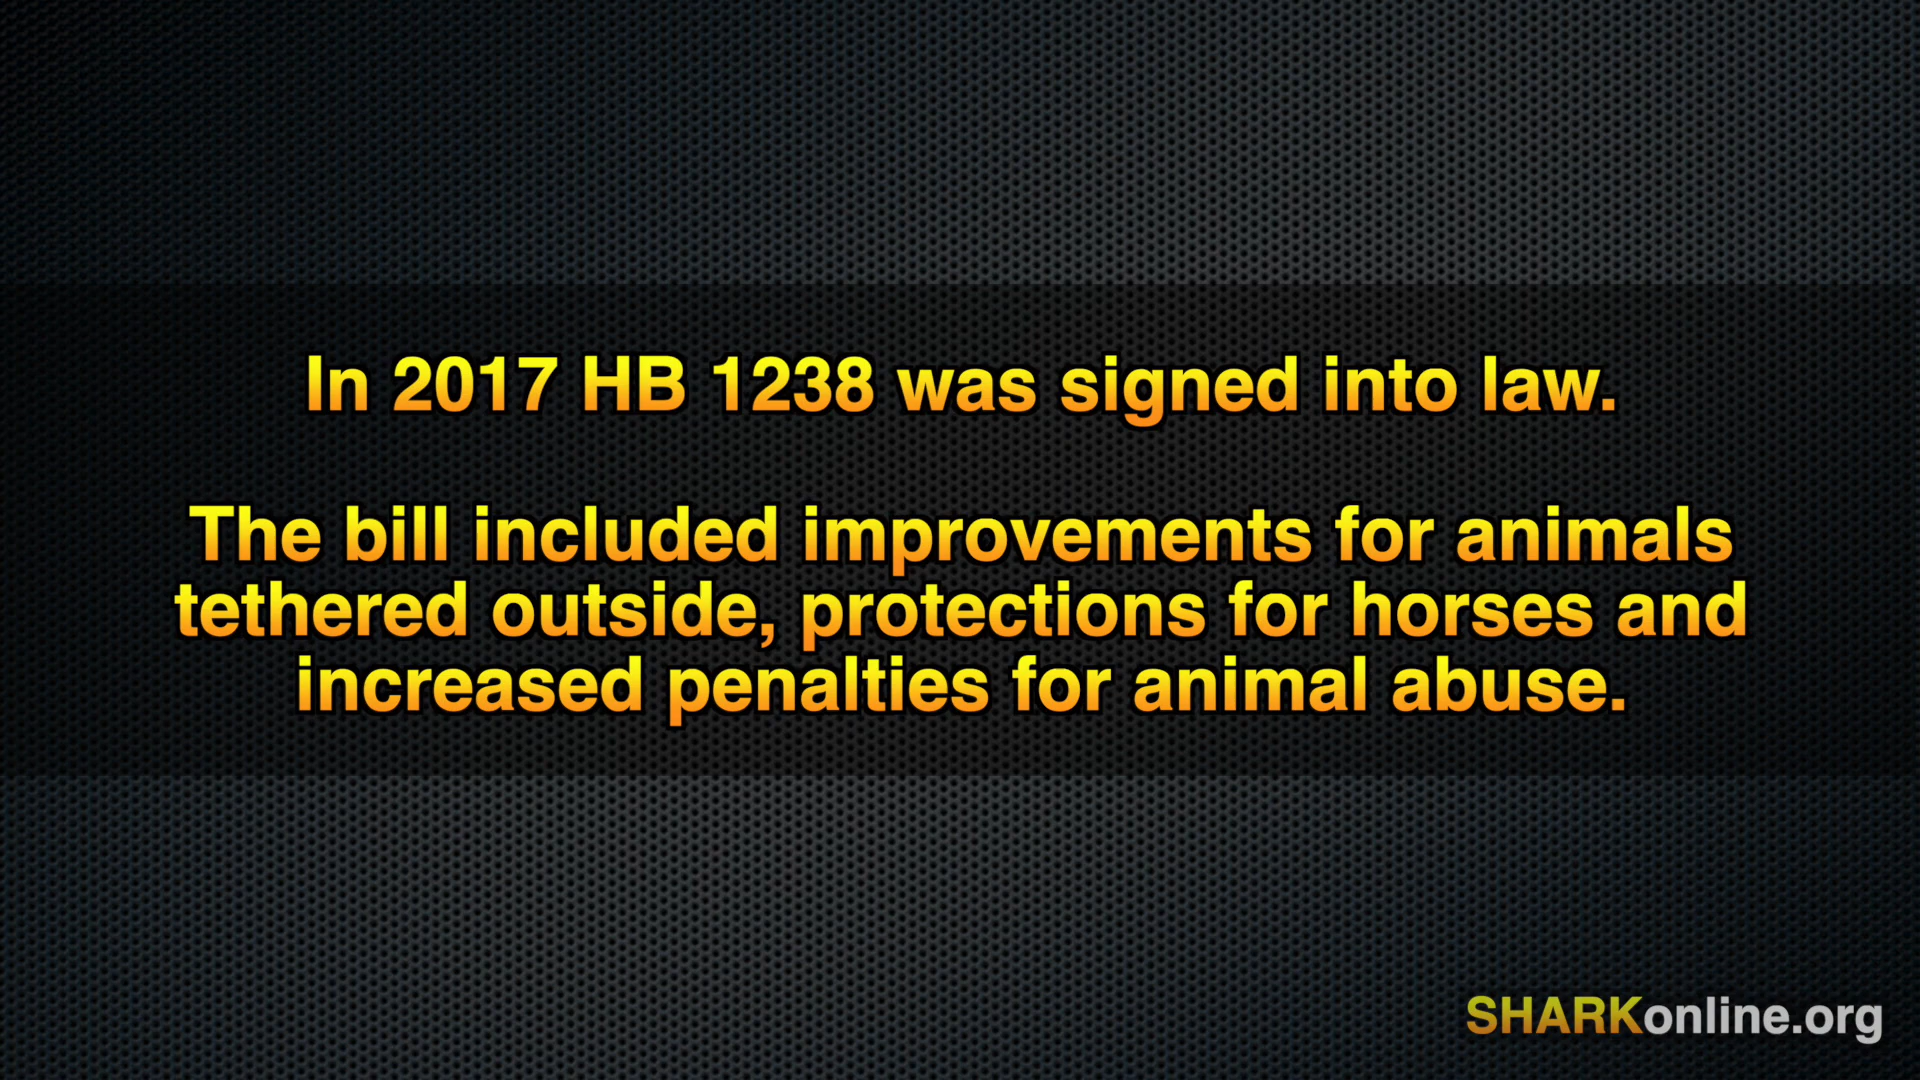 In 2017 HB 1238 was signed into law.
The bill included improvements for animals
tethered outside, protections for horses and
increased penalties for animal abuse.
SHARKonline.org